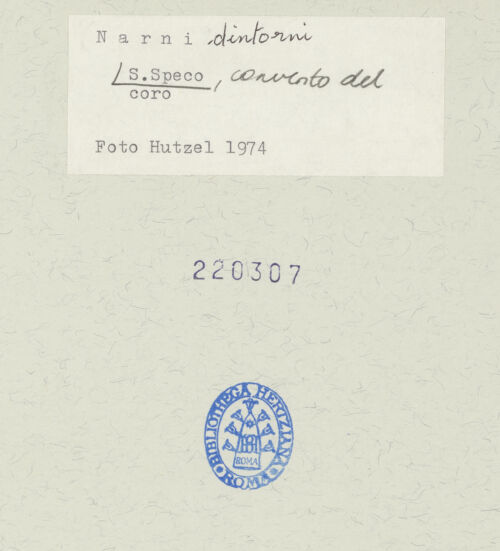 Narni dintorni
S.Speco, convento del
coro
Foto Hutzel 1974
220307
BIBLIOTHECA HERTZIANA
ROMA
ROMA